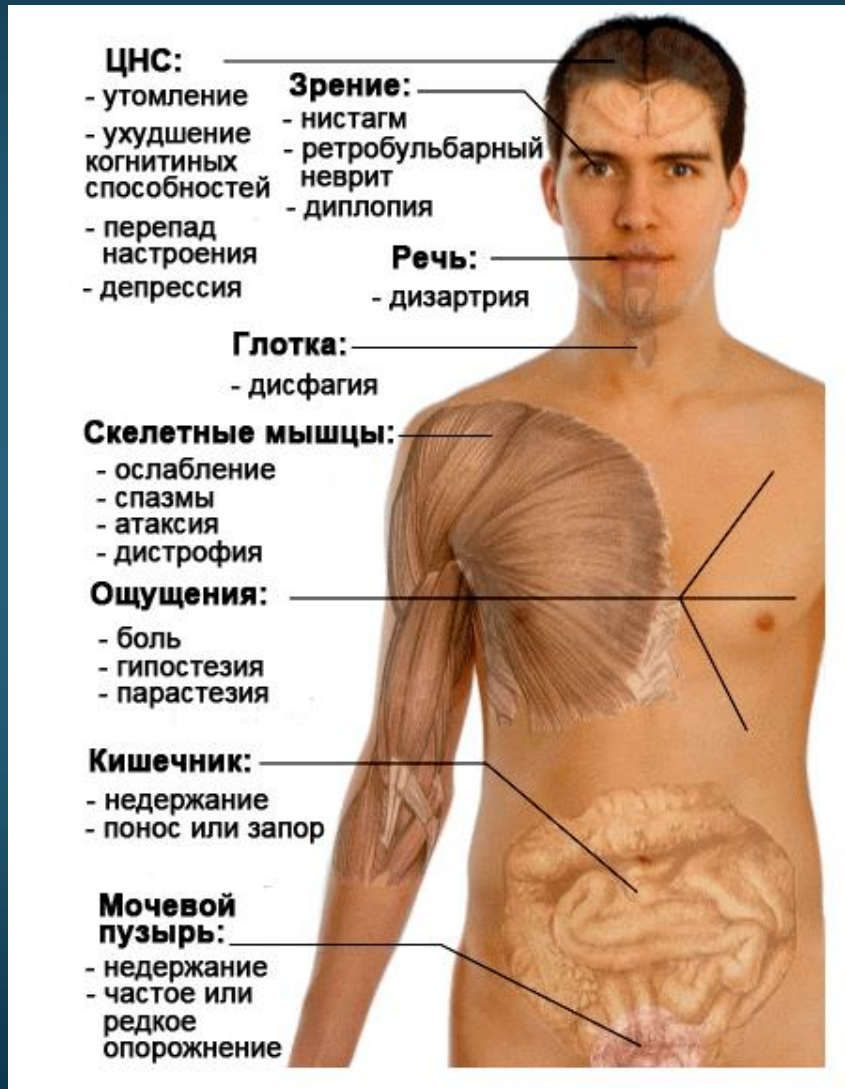 ЦНС:
- утомление
- ухудшение
когнитиных
способностей
- перепад
настроения
- депрессия
Зрение:
- нистагм
- ретробульбарный
неврит
- диплопия
Речь:
- дизартрия
Глотка:
- дисфагия
Скелетные мышцы:
- ослабление
- спазмы
- атаксия
- дистрофия
Ощущения:
- боль
- гипостезия
- парастезия
Кишечник:
- недержание
- понос или запор
Мочевой
пузырь:
- недержание
- частое или
редкое
опорожнение